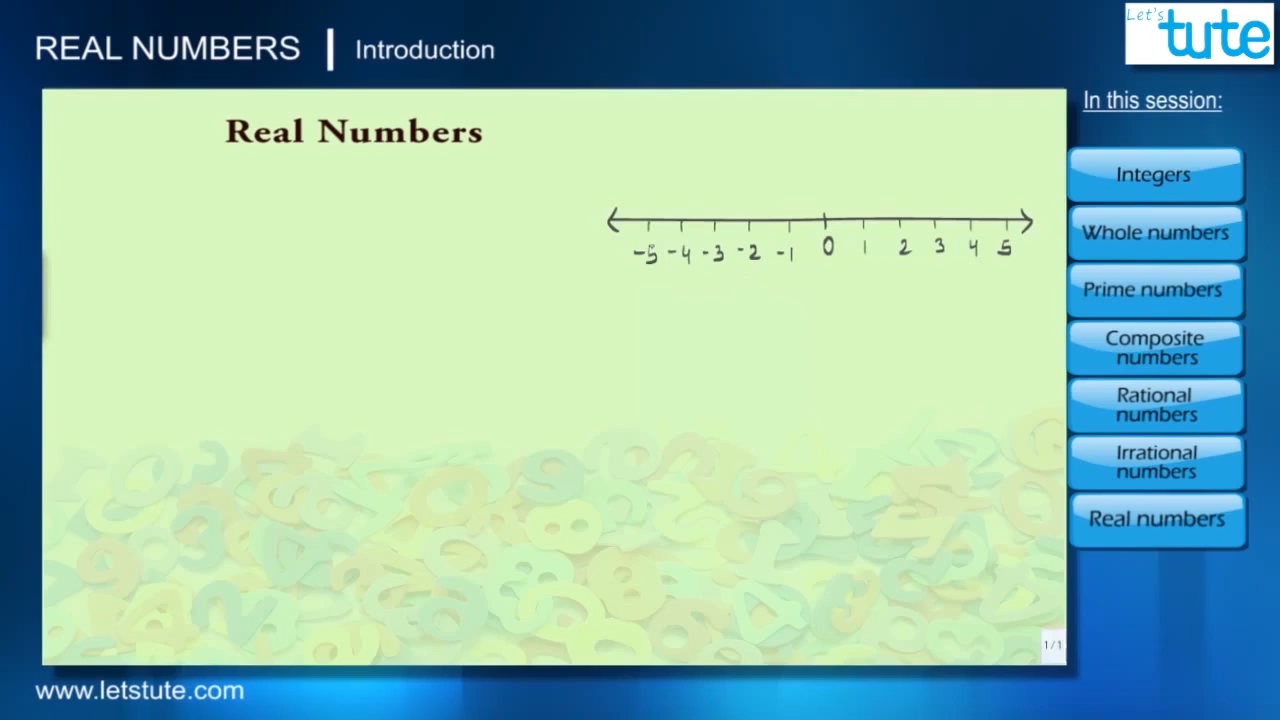 REAL NUMBERS | Introduction
Let's
tute
In this session:
Real Numbers
-5 -4 -3 -2 -1 0 1 2 3 4 5
Integers
Whole numbers
Prime numbers
Composite
numbers
Rational
numbers
Irrational
numbers
Real numbers
1/1
www.letstute.com